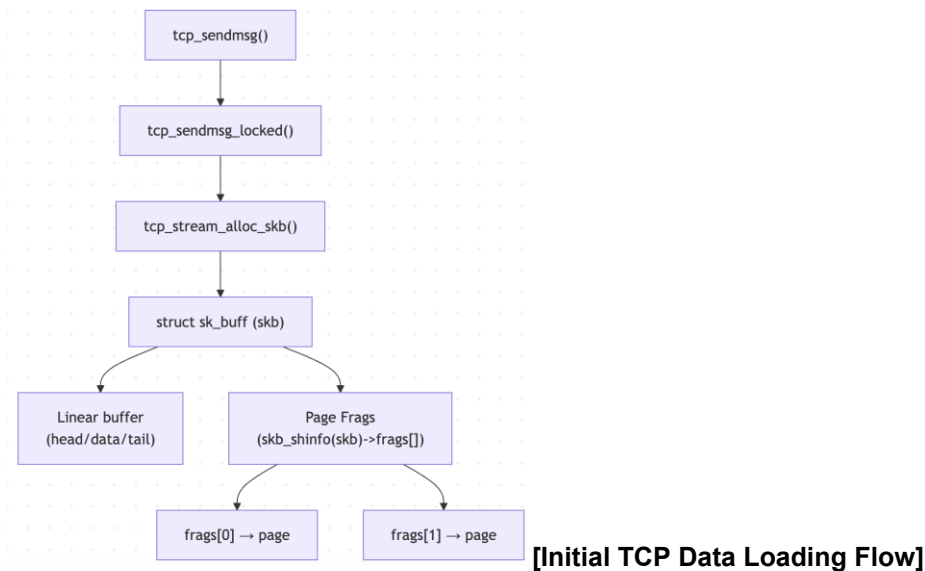 tcp_sendmsg()
tcp_sendmsg_locked()
tcp_stream_alloc_skb()
struct sk_buff (skb)
Linear buffer
(head/data/tail)
Page Frags
(skb_shinfo(skb)->frags[])
frags[0] → page
frags[1] → page
[Initial TCP Data Loading Flow]